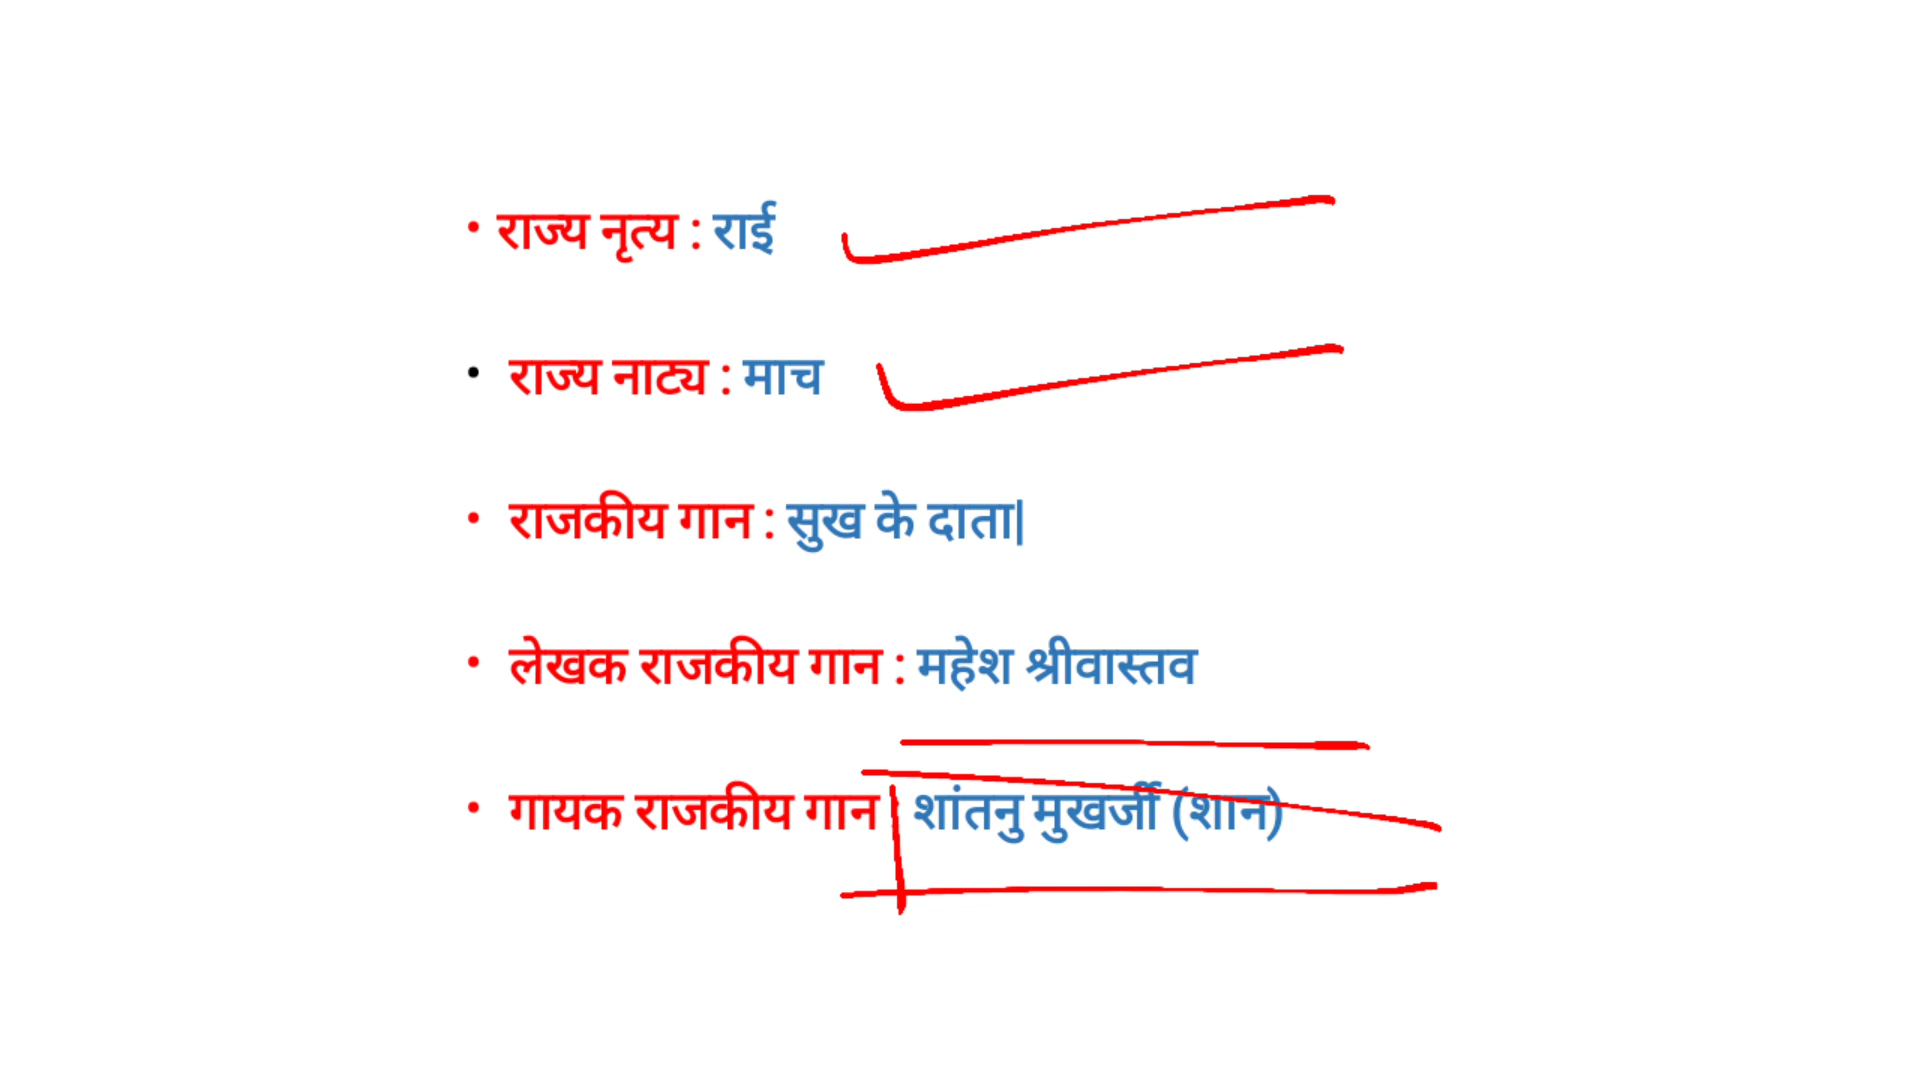 • राज्य नृत्य : राई
• राज्य नाट्य : माच
• राजकीय गान : सुख के दाता|
• लेखक राजकीय गान : महेश श्रीवास्तव
• गायक राजकीय गान : शांतनु मुखर्जी (शान)